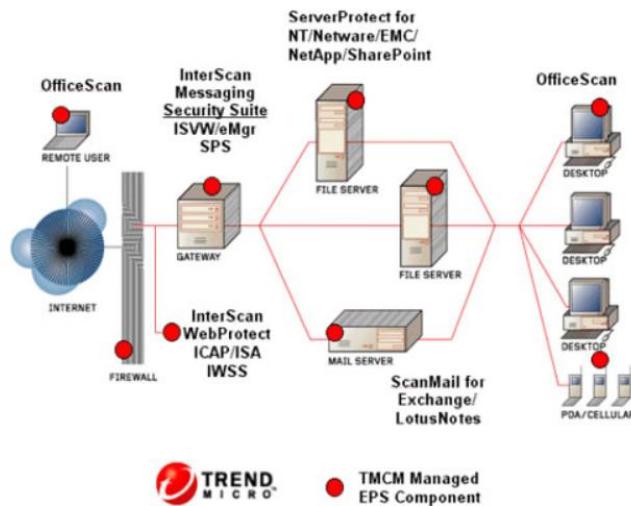 ServerProtect for
NT/Netware/EMC/
NetApp/SharePoint
OfficeScan
InterScan
Messaging
Security Suite
ISVW/eMgr
SPS
OfficeScan
REMOTE USER
FILE SERVER
DESKTOP
INTERNET
GATEWAY
FILE SERVER
DESKTOP
InterScan
WebProtect
ICAP/ISA
IWSS
FIREWALL
MAIL SERVER
DESKTOP
ScanMail for
Exchange/
LotusNotes
PDA/CELLULAR
TREND
MICRO™
TMCM Managed
EPS Component